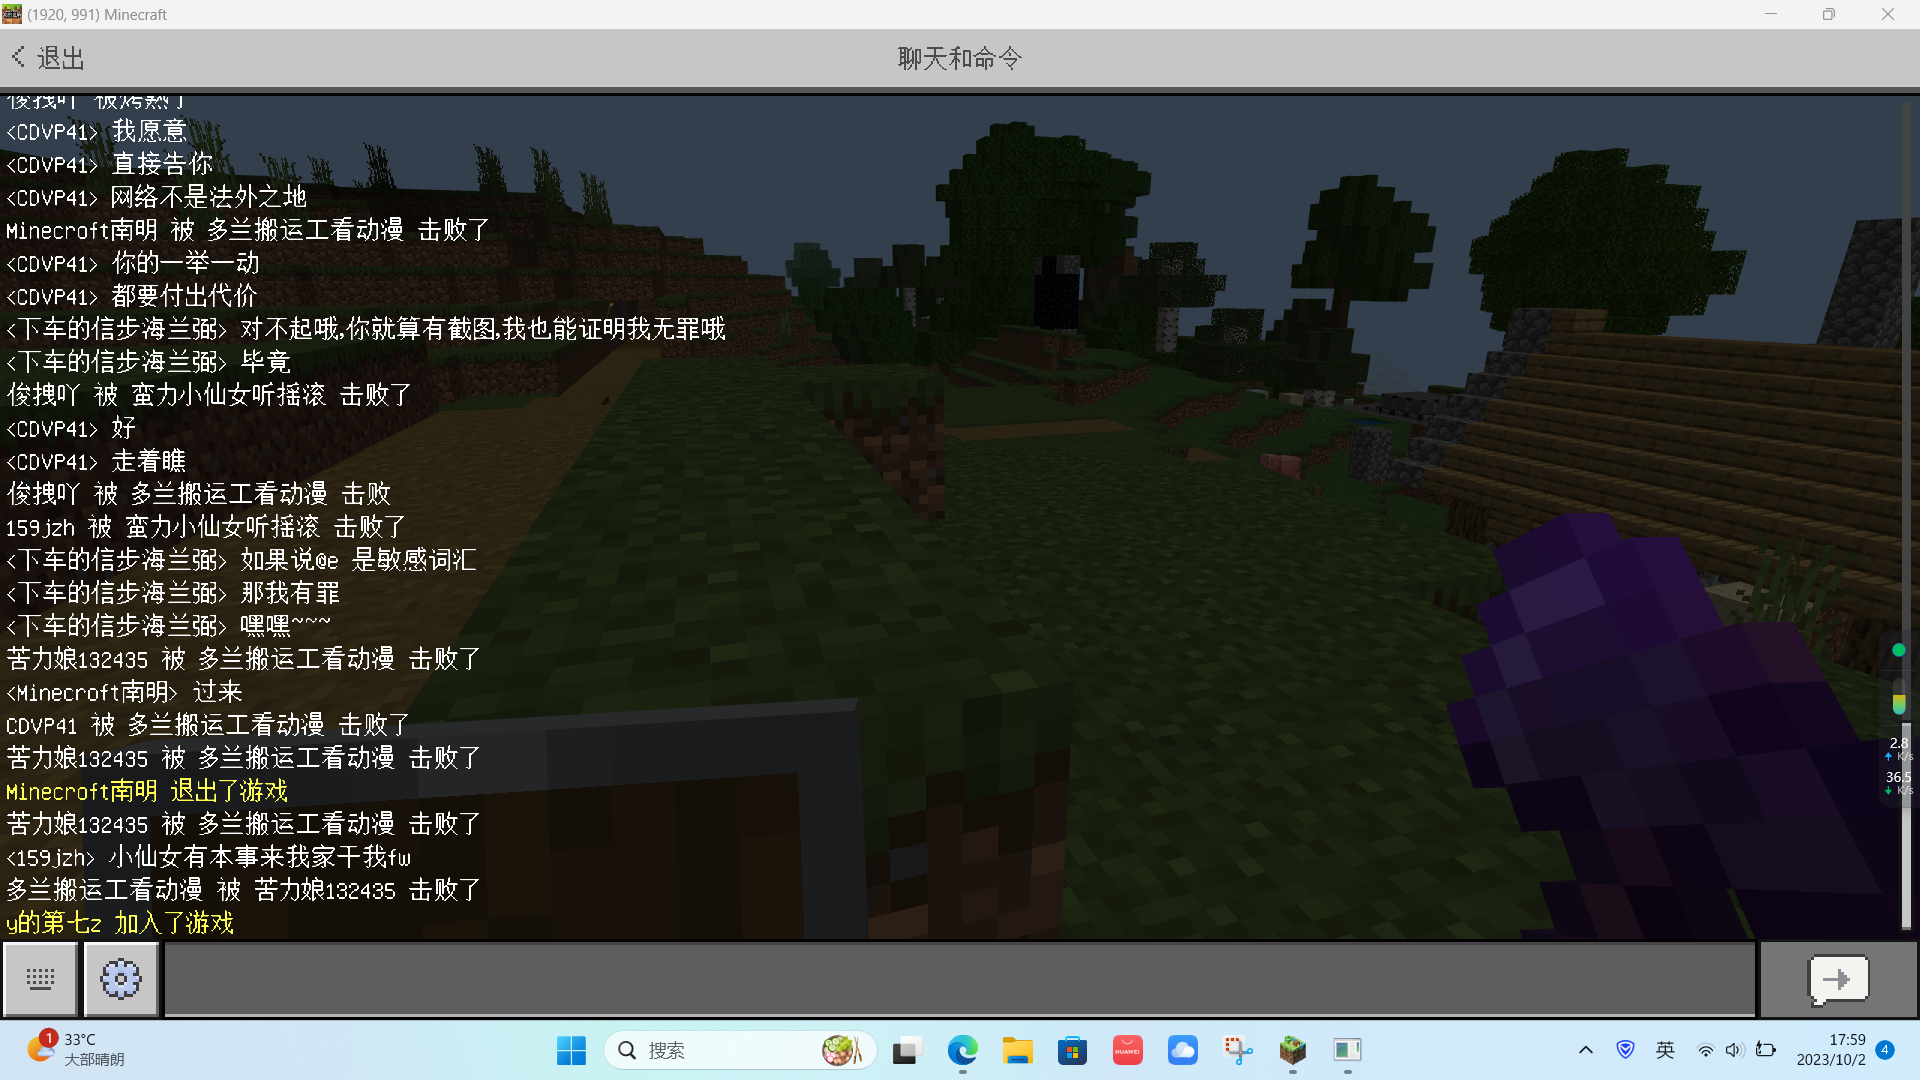 (1920, 991) Minecraft
退出
聊天和命令
俊拽吖 被烤熟了
<CDVP41> 我愿意
<CDVP41> 直接告你
<CDVP41> 网络不是法外之地
Minecroft南明 被 多兰搬运工看动漫 击败了
<CDVP41> 你的一举一动
<CDVP41> 都要付出代价
<下车的信步海兰弼> 对不起哦,你就算有截图,我也能证明我无罪哦
<下车的信步海兰弼> 毕竟
俊拽吖 被 蛮力小仙女听摇滚 击败了
<CDVP41> 好
<CDVP41> 走着瞧
俊拽吖 被 多兰搬运工看动漫 击败
159jzh 被 蛮力小仙女听摇滚 击败了
<下车的信步海兰弼> 如果说@e 是敏感词汇
<下车的信步海兰弼> 那我有罪
<下车的信步海兰弼> 嘿嘿~~~
苦力娘132435 被 多兰搬运工看动漫 击败了
<Minecroft南明> 过来
CDVP41 被 多兰搬运工看动漫 击败了
苦力娘132435 被 多兰搬运工看动漫 击败了
Minecroft南明 退出了游戏
苦力娘132435 被 多兰搬运工看动漫 击败了
<159jzh> 小仙女有本事来我家干我fw
多兰搬运工看动漫 被 苦力娘132435 击败了
y的第七z 加入了游戏
2.8
K/s
36.5
K/s
1
33°C
大部晴朗
搜索
HUAWEI
英
17:59
2023/10/2
4